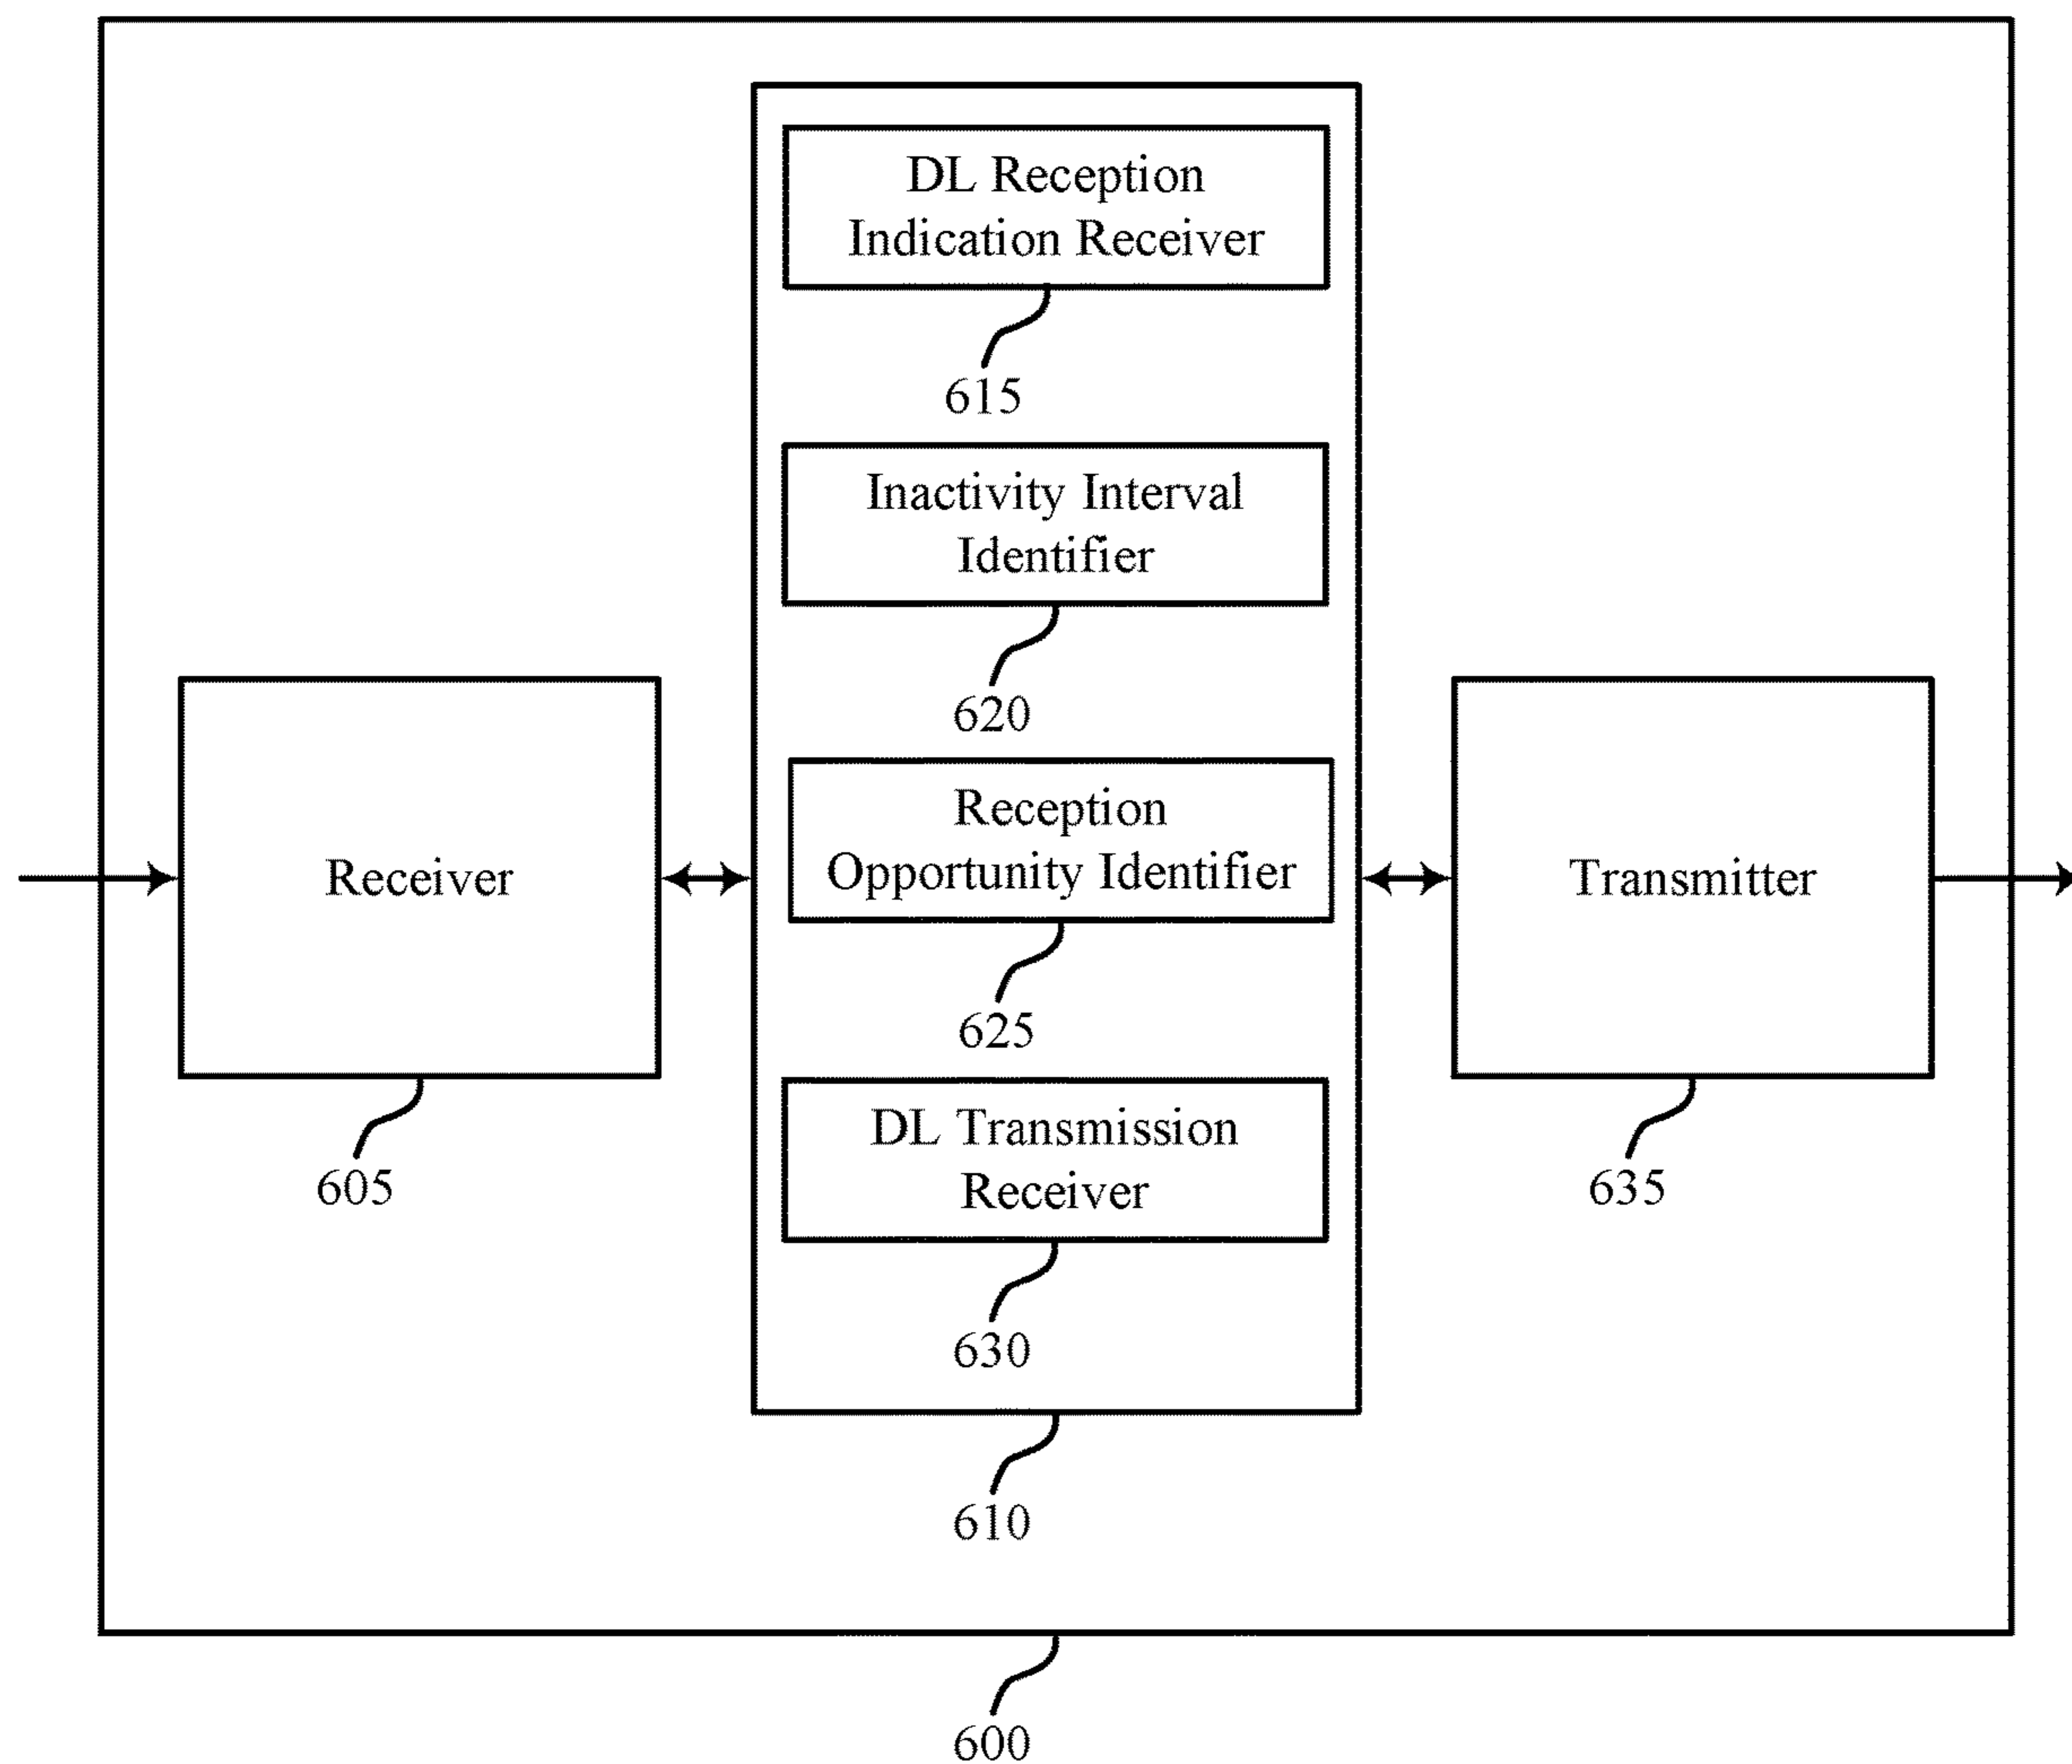 DL Reception
Indication Receiver
615
Inactivity Interval
Identifier
620
Reception
Opportunity Identifier
625
DL Transmission
Receiver
630
610
Receiver
605
Transmitter
635
600